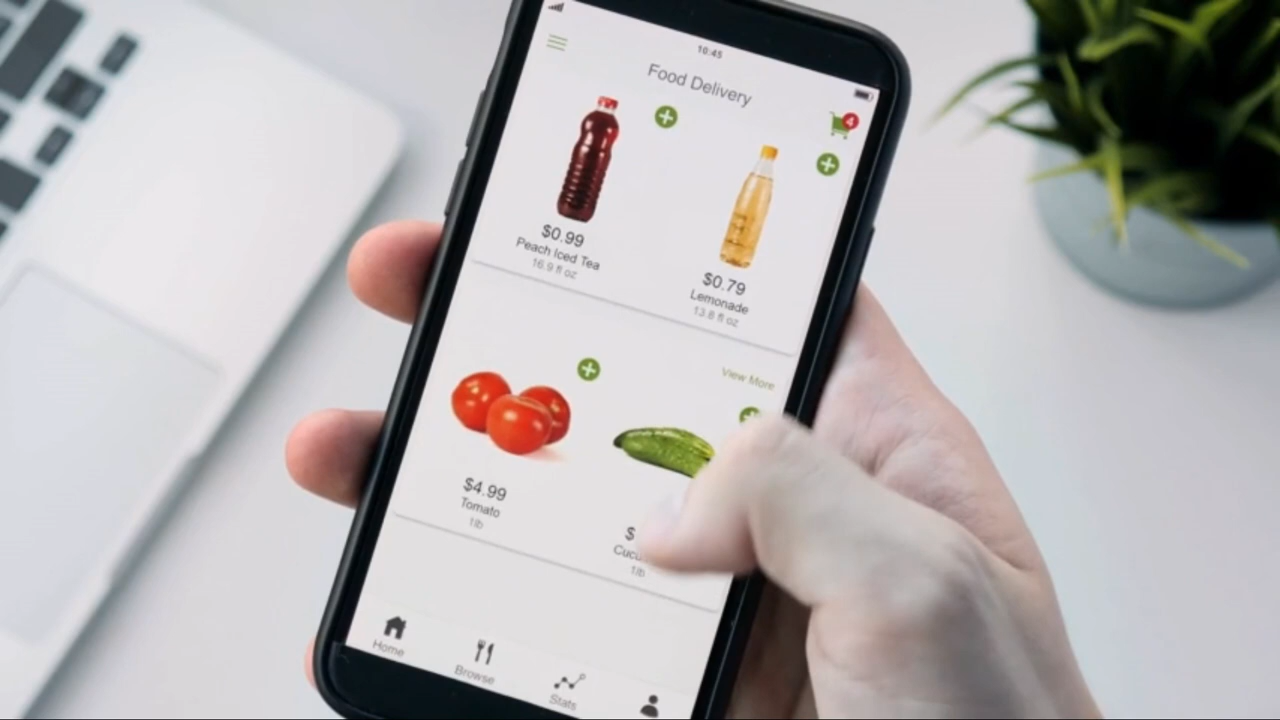 10:45
Food Delivery
4
$0.99
Peach Iced Tea
16.9 fl oz
$0.79
Lemonade
13.8 fl oz
View More
$4.99
Tomato
1lb
$
Cucu
1lb
Home
Browse
Stats